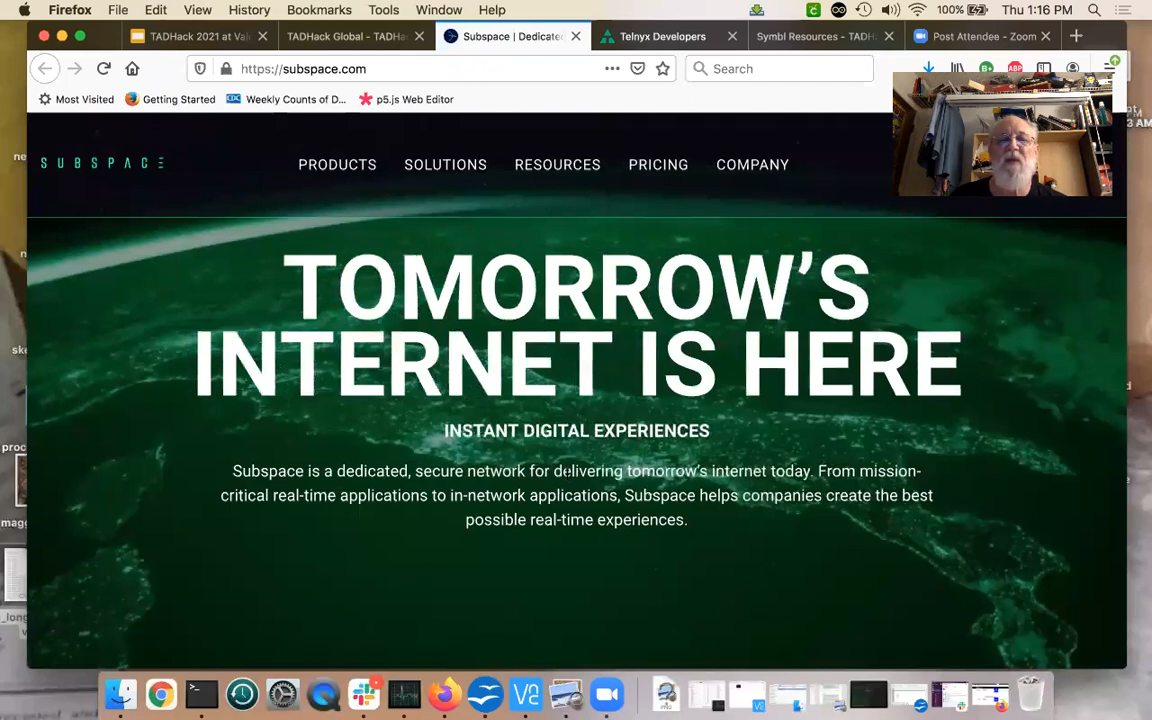 Firefox File Edit View History Bookmarks Tools Window Help 100% Thu 1:16 PM
TADHack 2021 at Val TADHack Global - TADHa Subspace | Dedicate Telnyx Developers Symbl Resources - TADH Post Attendee - Zoom
https://subspace.com Search
Most Visited Getting Started Weekly Counts of D... p5.js Web Editor
3 AM
SUBSPACE PRODUCTS SOLUTIONS RESOURCES PRICING COMPANY
TOMORROW'S
INTERNET IS HERE
INSTANT DIGITAL EXPERIENCES
Subspace is a dedicated, secure network for delivering tomorrow's internet today. From mission-
critical real-time applications to in-network applications, Subspace helps companies create the best
possible real-time experiences.